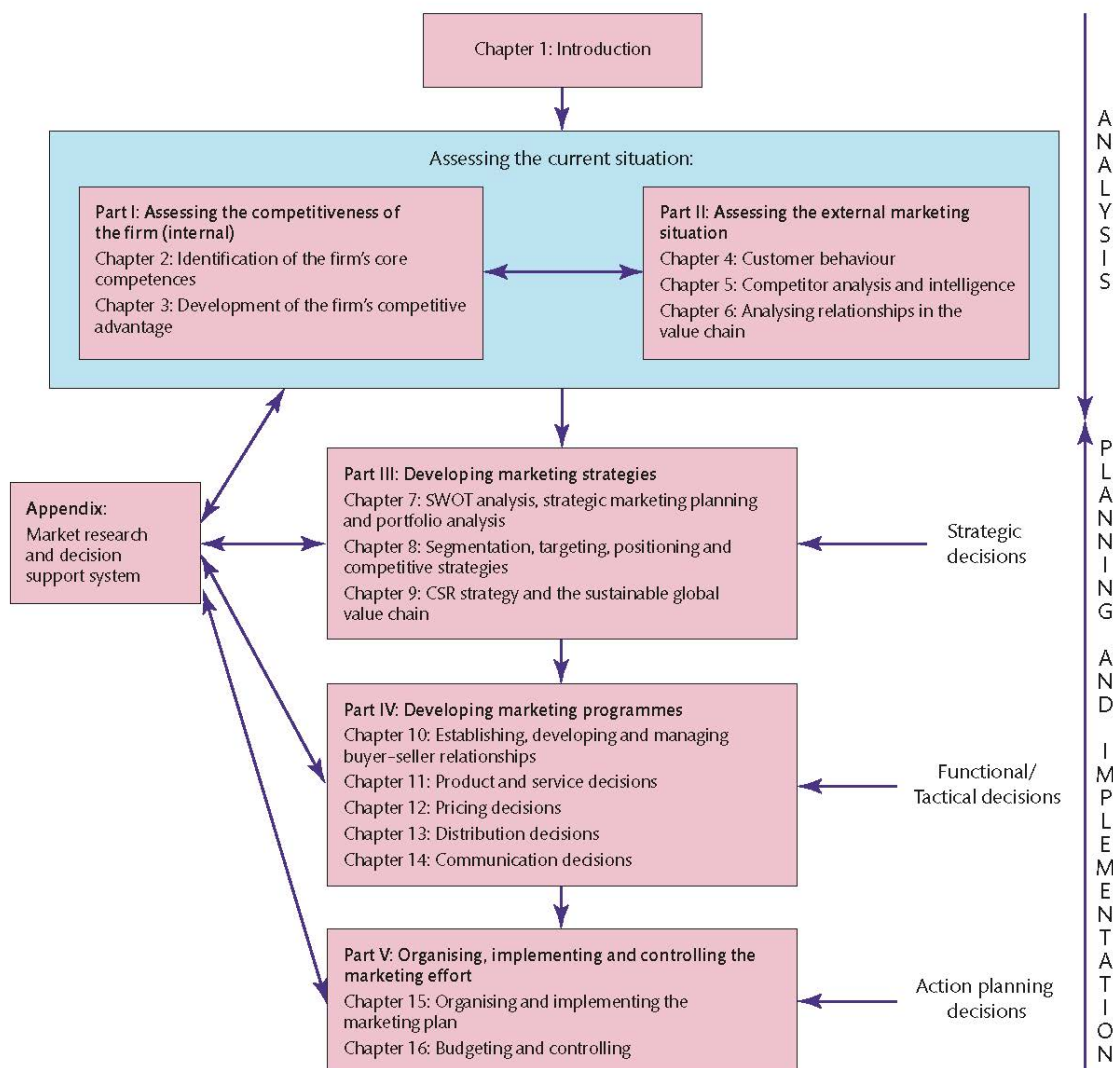 Chapter 1: Introduction
Assessing the current situation:
Part I: Assessing the competitiveness of
the firm (internal)
Chapter 2: Identification of the firm's core
competences
Chapter 3: Development of the firm's competitive
advantage
Part II: Assessing the external marketing
situation
Chapter 4: Customer behaviour
Chapter 5: Competitor analysis and intelligence
Chapter 6: Analysing relationships in the
value chain
ANALYSIS
Appendix:
Market research
and decision
support system
Part III: Developing marketing strategies
Chapter 7: SWOT analysis, strategic marketing planning
and portfolio analysis
Chapter 8: Segmentation, targeting, positioning and
competitive strategies
Chapter 9: CSR strategy and the sustainable global
value chain
Strategic
decisions
Part IV: Developing marketing programmes
Chapter 10: Establishing, developing and managing
buyer–seller relationships
Chapter 11: Product and service decisions
Chapter 12: Pricing decisions
Chapter 13: Distribution decisions
Chapter 14: Communication decisions
Functional/
Tactical decisions
Part V: Organising, implementing and controlling the
marketing effort
Chapter 15: Organising and implementing the
marketing plan
Chapter 16: Budgeting and controlling
Action planning
decisions
PLANNING AND IMPLEMENTATION